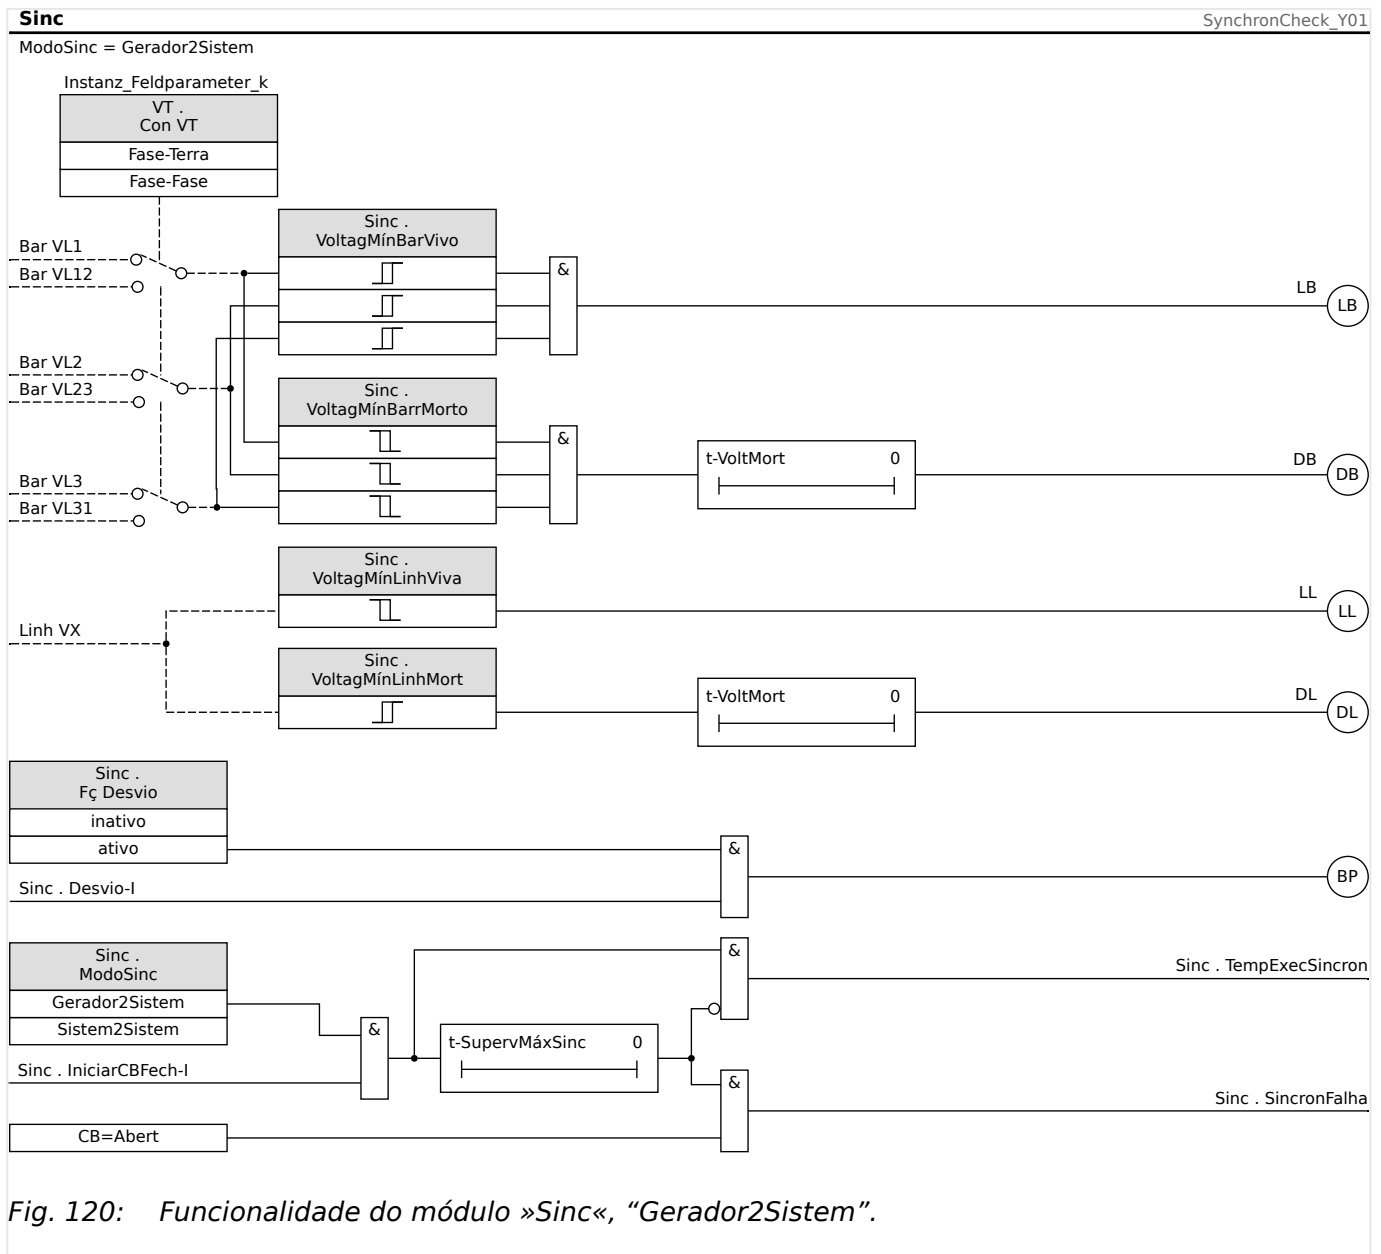 Sinc
SynchronCheck_Y01
ModoSinc = Gerador2Sistem
Instanz_Feldparameter_k
VT .
Con VT
Fase-Terra
Fase-Fase
Sinc .
VoltagMínBarVivo
Bar VL1
Bar VL12
&
LB
LB
Bar VL2
Bar VL23
Sinc .
VoltagMínBarrMorto
&
t-VoltMort 0
DB
DB
Bar VL3
Bar VL31
Sinc .
VoltagMínLinhViva
LL
LL
Linh VX
Sinc .
VoltagMínLinhMort
t-VoltMort 0
DL
DL
Sinc .
Fç Desvio
inativo
ativo
&
Sinc . Desvio-I
BP
Sinc .
ModoSinc
Gerador2Sistem
Sistem2Sistem
&
Sinc . TempExecSincron
&
t-SupervMáxSinc 0
Sinc . IniciarCBFech-I
&
Sinc . SincronFalha
CB=Abert
Fig. 120: Funcionalidade do módulo »Sinc«, “Gerador2Sistem”.